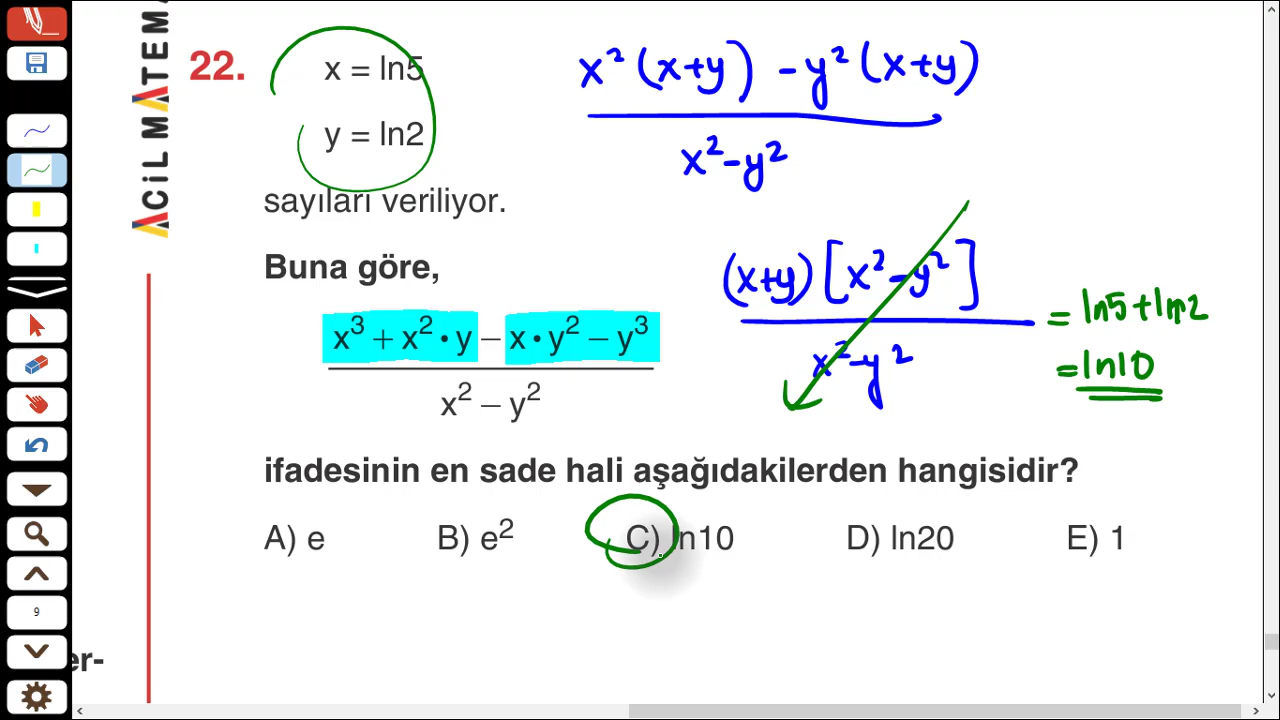 ACİLMATEMA
22.
x = ln5
y = ln2
sayıları veriliyor.
Buna göre,
x³ + x² • y − x • y² − y³
x² − y²
ifadesinin en sade hali aşağıdakilerden hangisidir?
A) e B) e² C) ln10 D) ln20 E) 1
x² (x+y) - y² (x+y)
x² - y²
(x+y) [x² - y²]
x² - y²
= ln5 + ln2
= ln10
9
er-